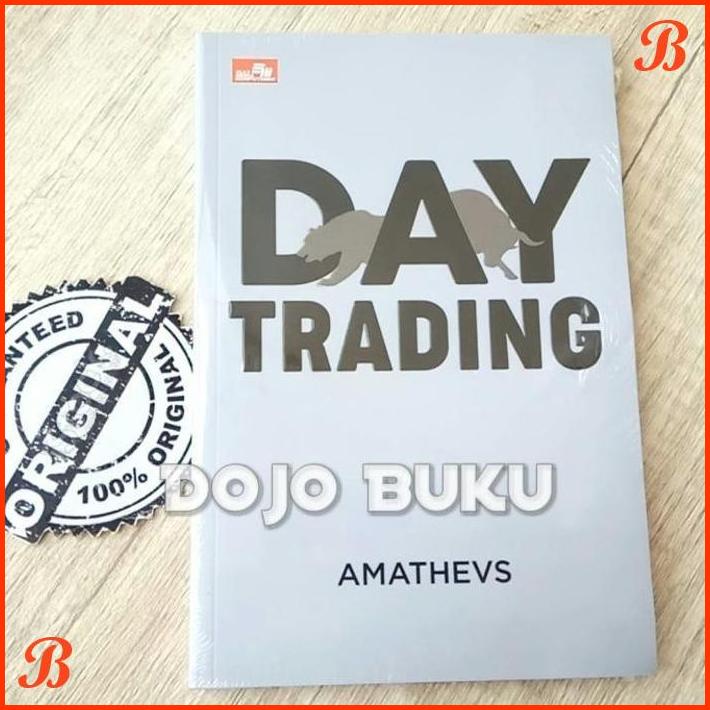 B
DAY
TRADING
GUARANTEED
ORIGINAL
100% ORIGINAL
DOJO BUKU
AMATHEVS
B